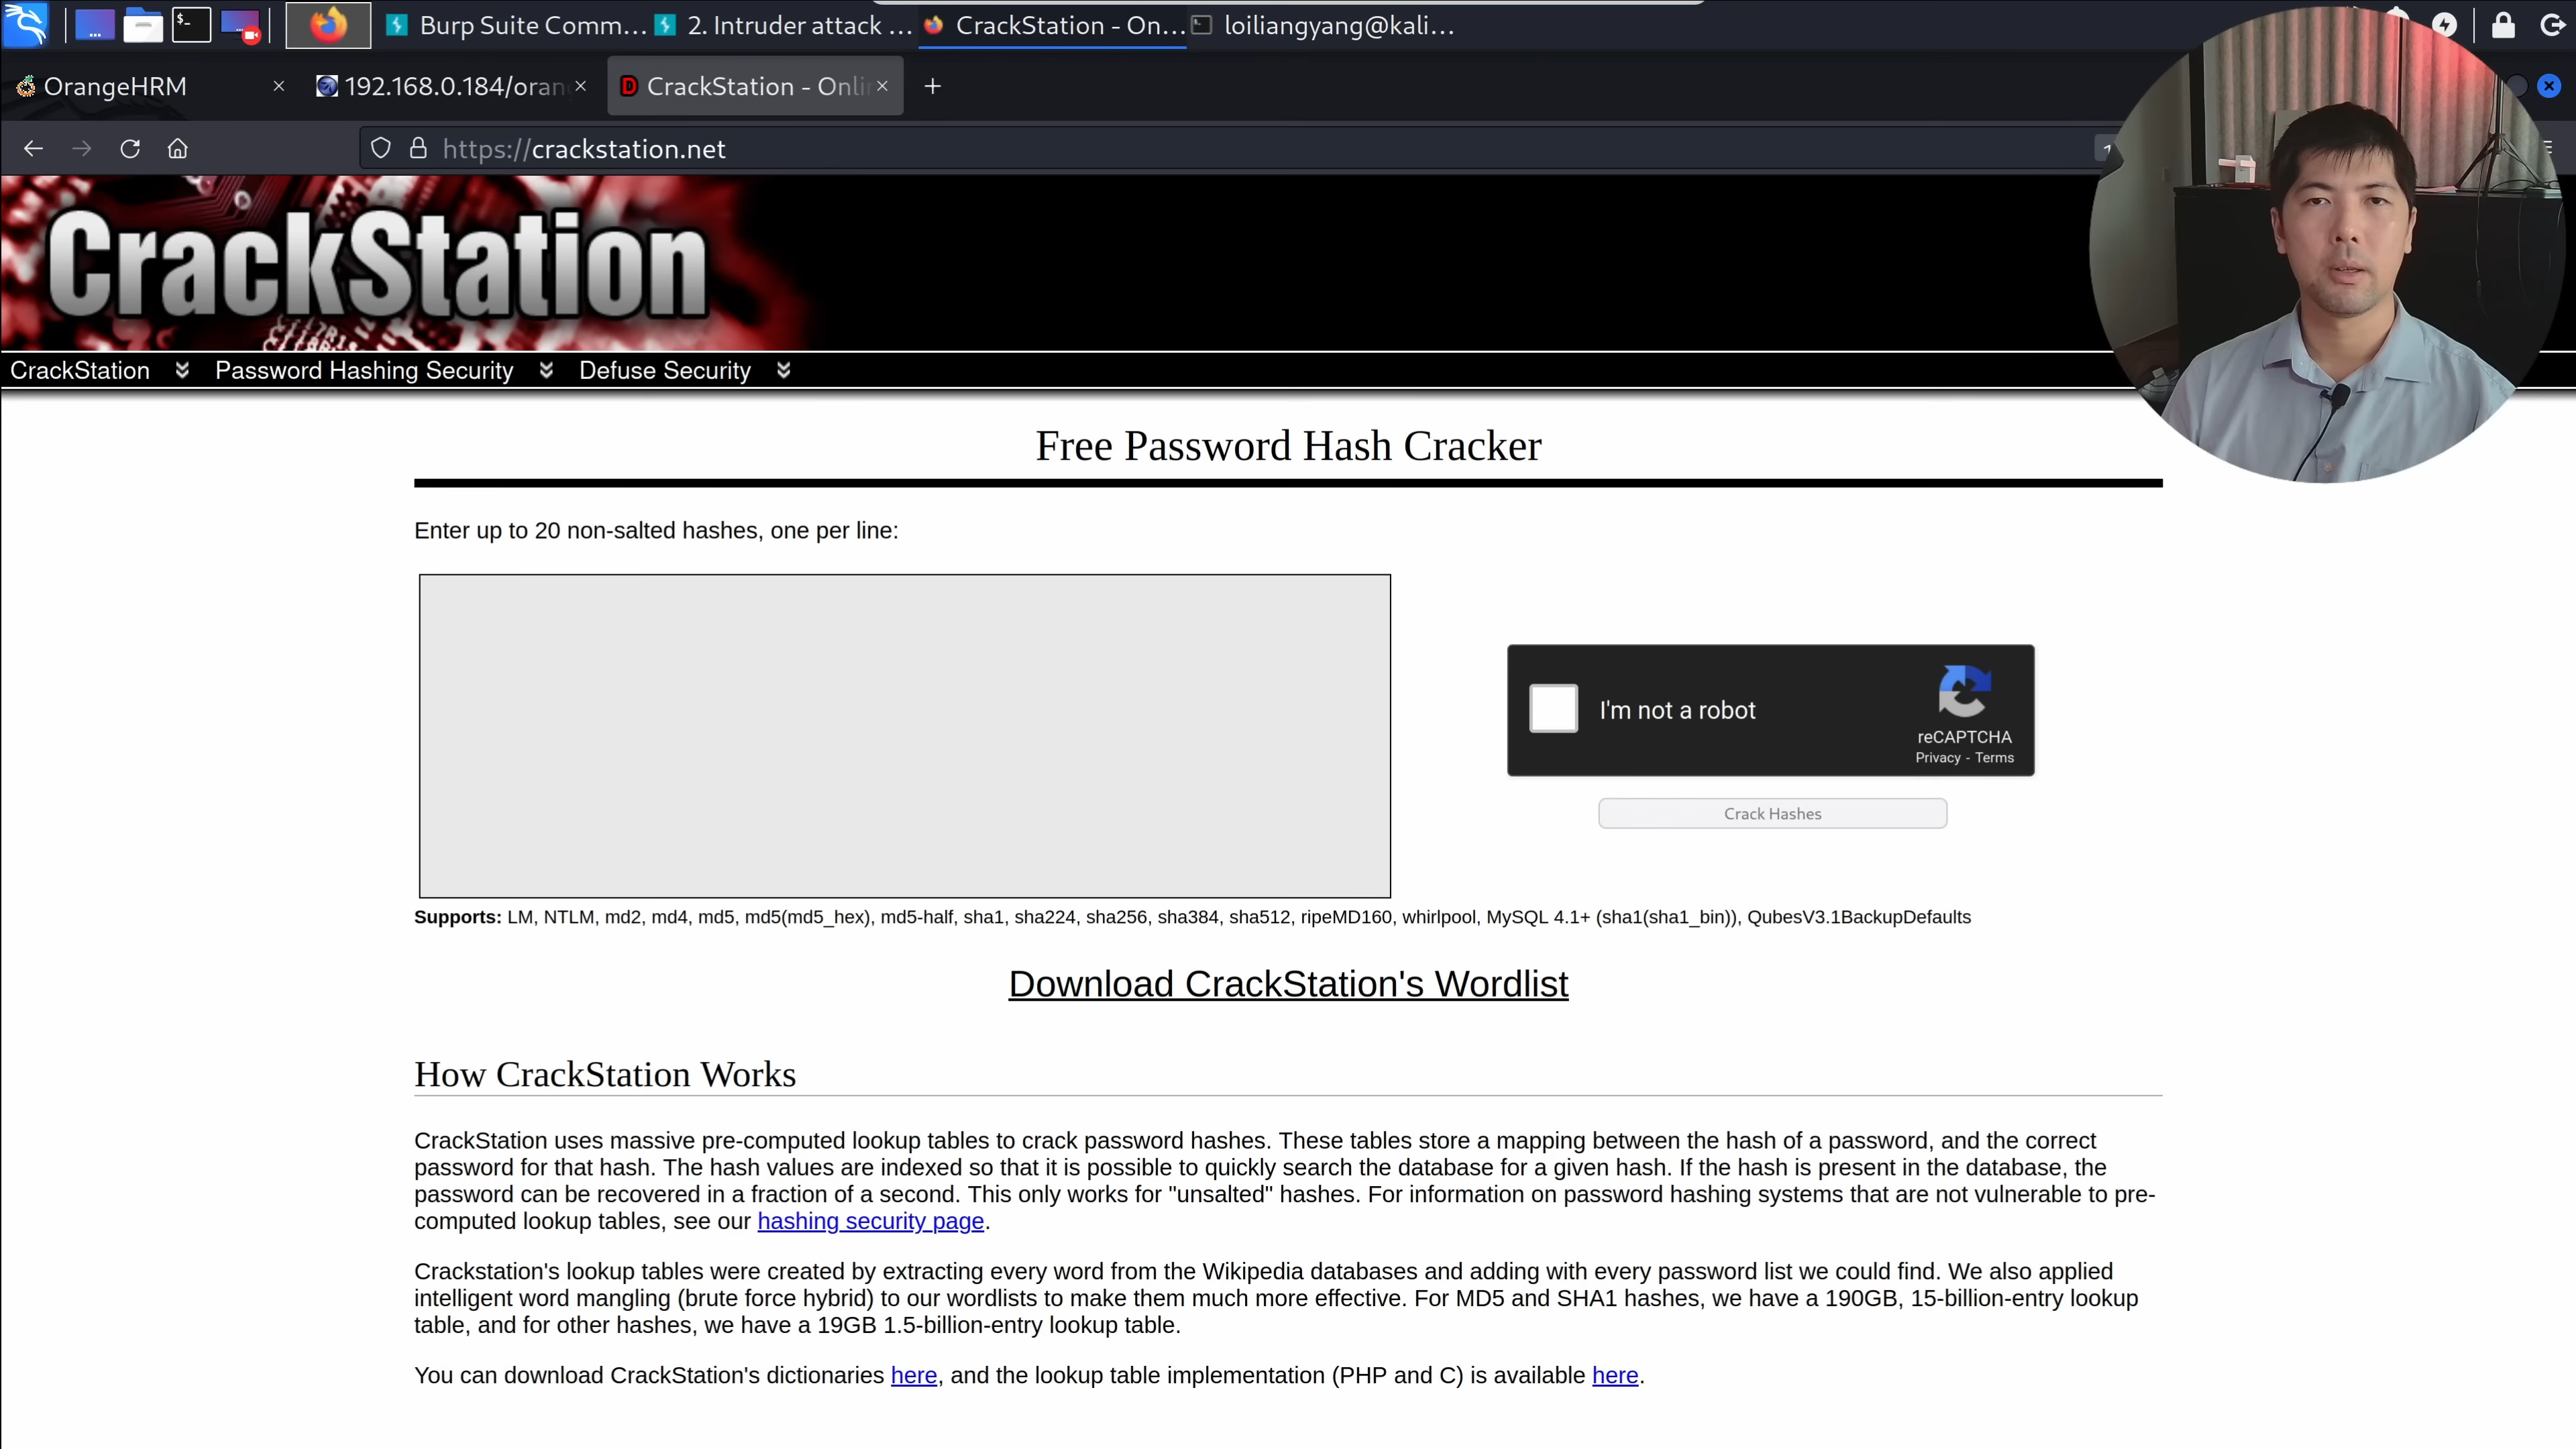 Burp Suite Comm...
2. Intruder attack ...
CrackStation - On...
loiliangyang@kali...
OrangeHRM
192.168.0.184/oran
CrackStation - Onli
https://crackstation.net
CrackStation
CrackStation
Password Hashing Security
Defuse Security
Free Password Hash Cracker
Enter up to 20 non-salted hashes, one per line:
I'm not a robot
reCAPTCHA
Privacy - Terms
Crack Hashes
Supports: LM, NTLM, md2, md4, md5, md5(md5_hex), md5-half, sha1, sha224, sha256, sha384, sha512, ripeMD160, whirlpool, MySQL 4.1+ (sha1(sha1_bin)), QubesV3.1BackupDefaults
Download CrackStation's Wordlist
How CrackStation Works
CrackStation uses massive pre-computed lookup tables to crack password hashes. These tables store a mapping between the hash of a password, and the correct
password for that hash. The hash values are indexed so that it is possible to quickly search the database for a given hash. If the hash is present in the database, the
password can be recovered in a fraction of a second. This only works for "unsalted" hashes. For information on password hashing systems that are not vulnerable to pre-
computed lookup tables, see our hashing security page.
Crackstation's lookup tables were created by extracting every word from the Wikipedia databases and adding with every password list we could find. We also applied
intelligent word mangling (brute force hybrid) to our wordlists to make them much more effective. For MD5 and SHA1 hashes, we have a 190GB, 15-billion-entry lookup
table, and for other hashes, we have a 19GB 1.5-billion-entry lookup table.
You can download CrackStation's dictionaries here, and the lookup table implementation (PHP and C) is available here.